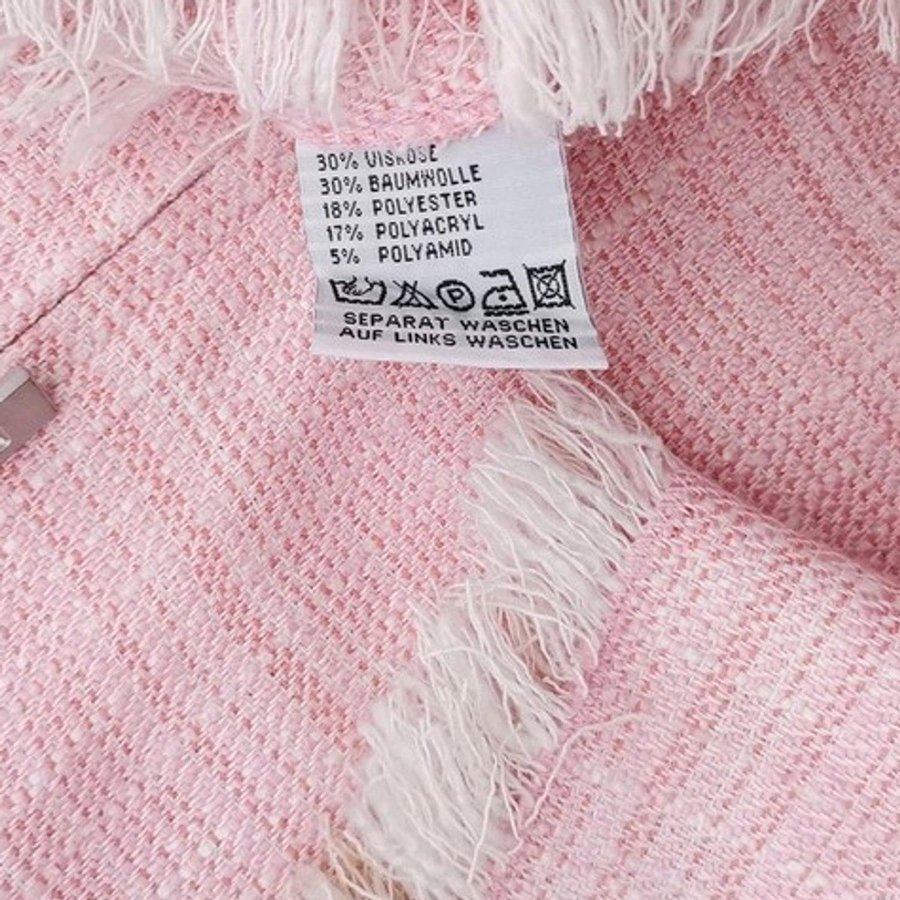 30% VISKOSE
30% BAUMWOLLE
18% POLYESTER
17% POLYACRYL
5% POLYAMID
P
SEPARAT WASCHEN
AUF LINKS WASCHEN